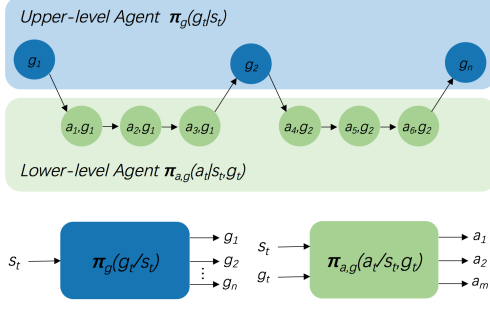 Upper-level Agent π_g(g_t|s_t)
g_1 g_2 g_n
a_1,g_1 a_2,g_1 a_3,g_1 a_4,g_2 a_5,g_2 a_6,g_2
Lower-level Agent π_{a,g}(a_t|s_t,g_t)
s_t
π_g(g_t/s_t)
g_1
g_2
⋮
g_n
s_t
g_t
π_{a,g}(a_t/s_t,g_t)
a_1
a_2
a_m